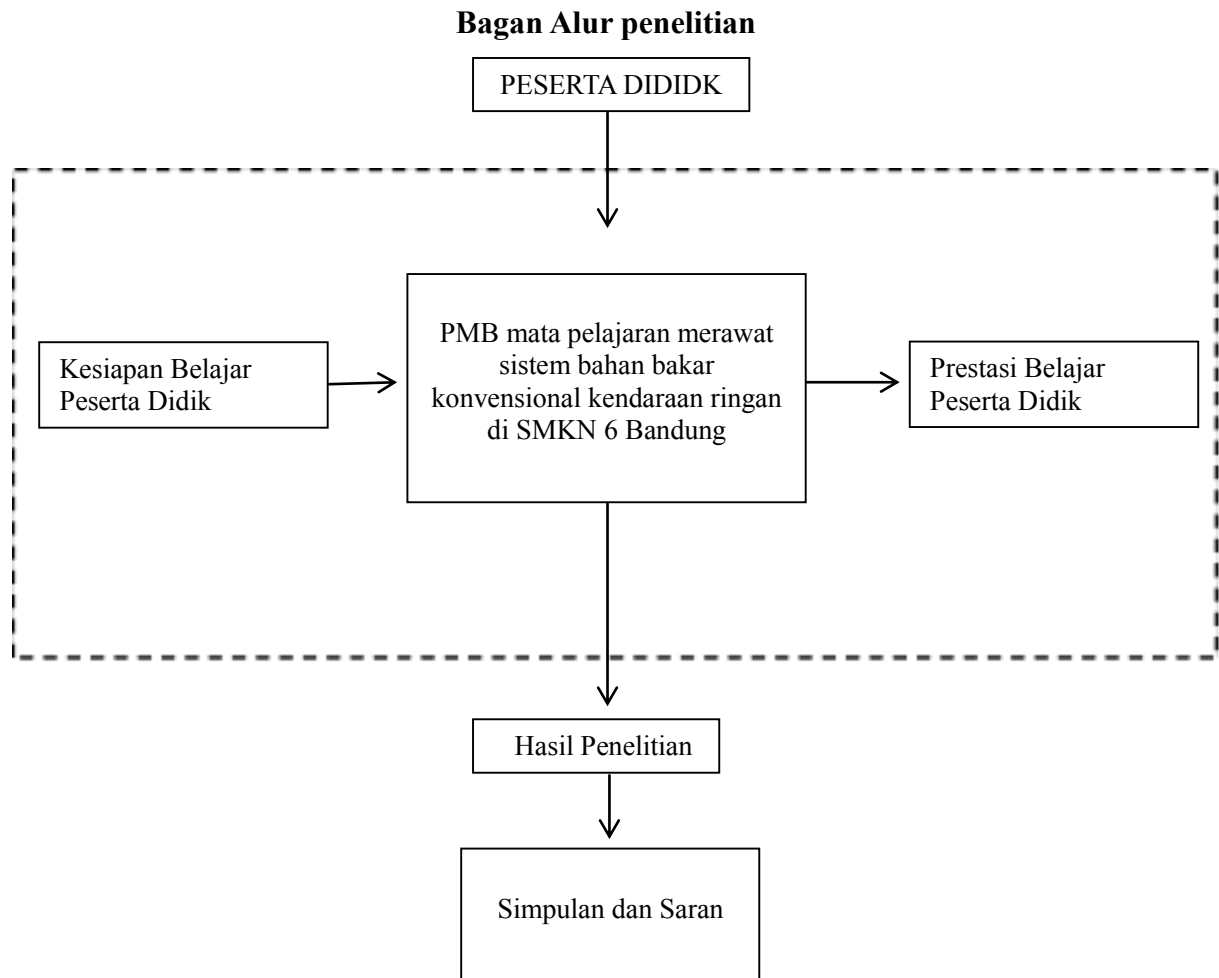 Bagan Alur penelitian
PESERTA DIDIDK
Kesiapan Belajar
Peserta Didik
PMB mata pelajaran merawat
sistem bahan bakar
konvensional kendaraan ringan
di SMKN 6 Bandung
Prestasi Belajar
Peserta Didik
Hasil Penelitian
Simpulan dan Saran